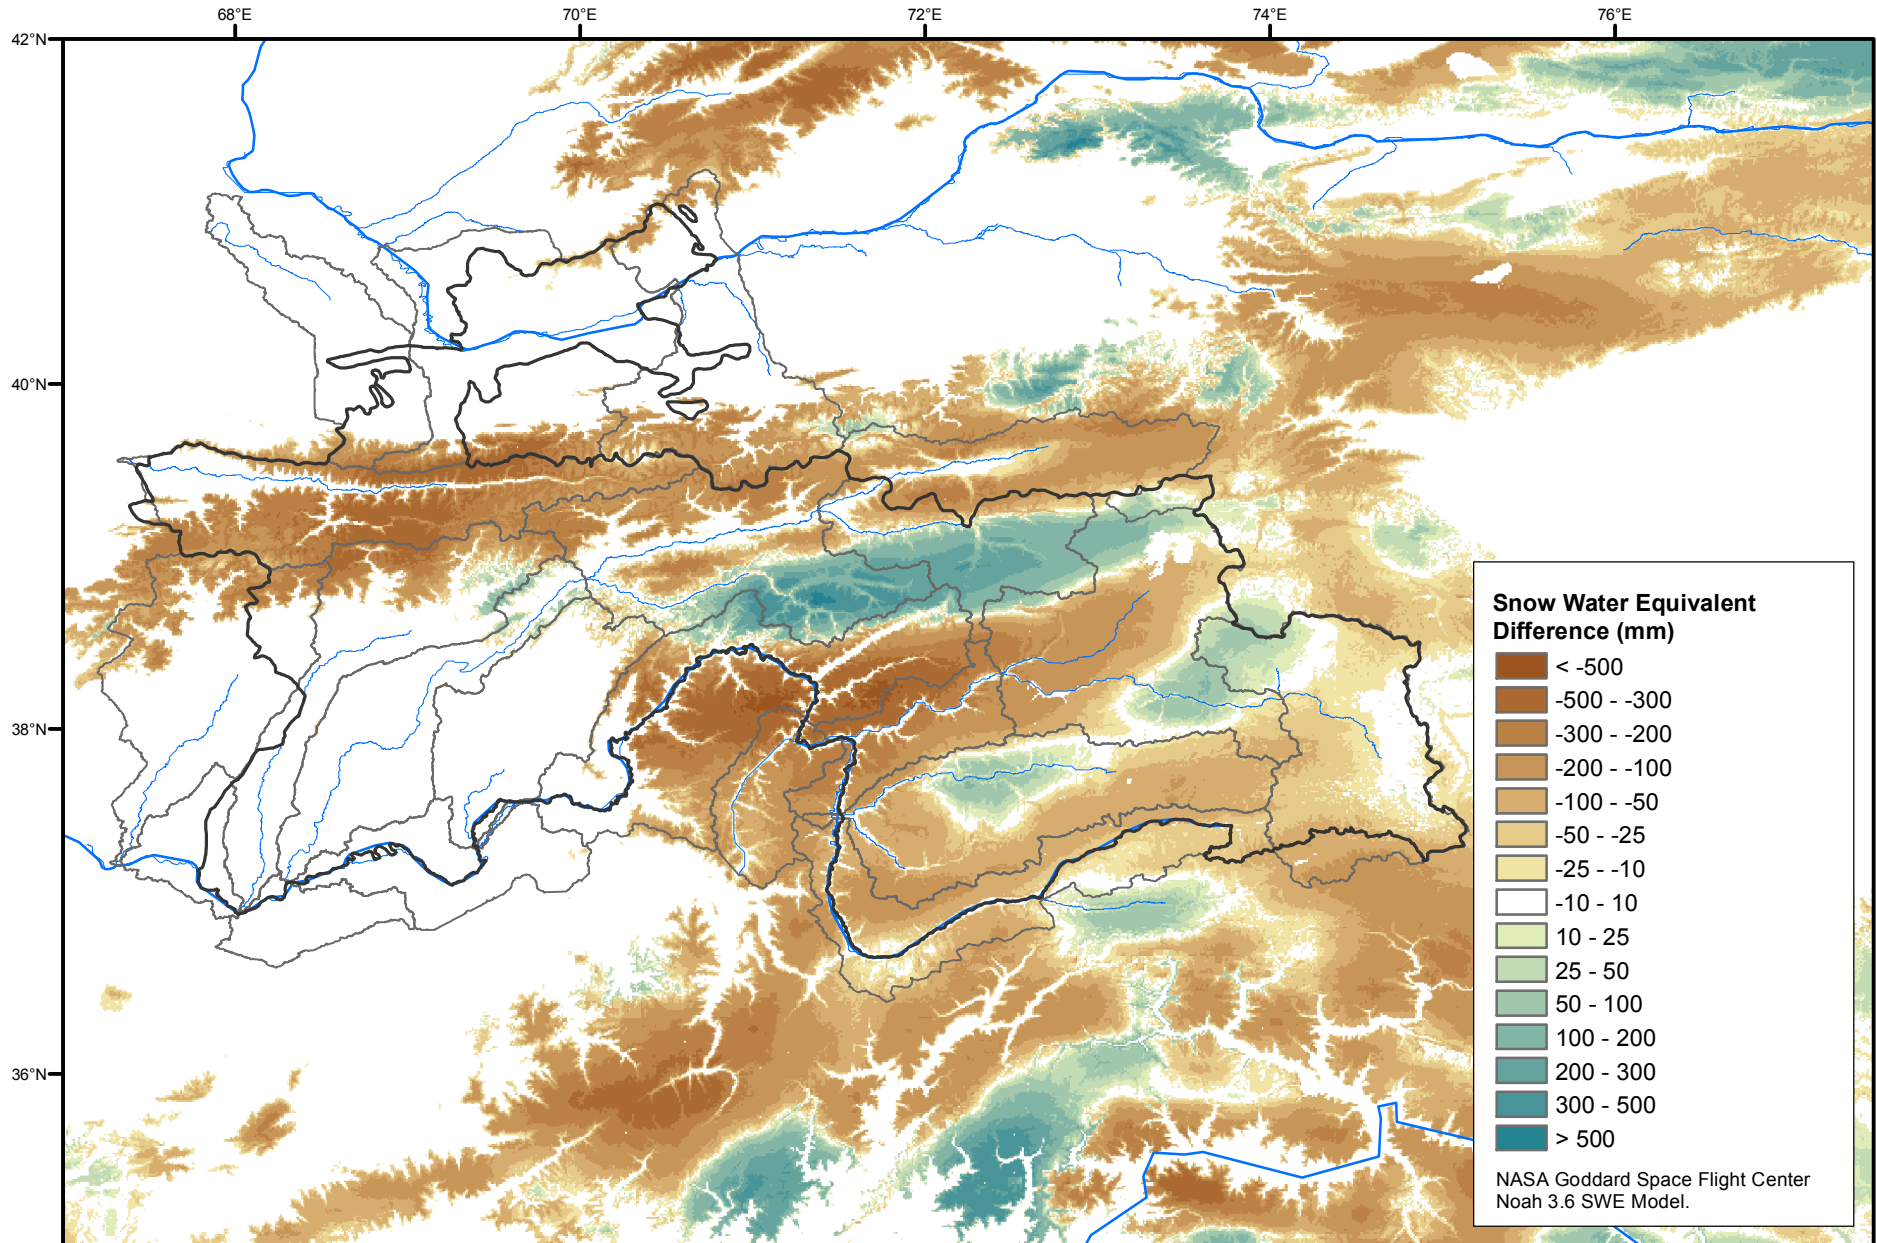 68°E 70°E 72°E 74°E 76°E
42°N
40°N
38°N
36°N
Snow Water Equivalent
Difference (mm)
< -500
-500 - -300
-300 - -200
-200 - -100
-100 - -50
-50 - -25
-25 - -10
-10 - 10
10 - 25
25 - 50
50 - 100
100 - 200
200 - 300
300 - 500
> 500
NASA Goddard Space Flight Center
Noah 3.6 SWE Model.